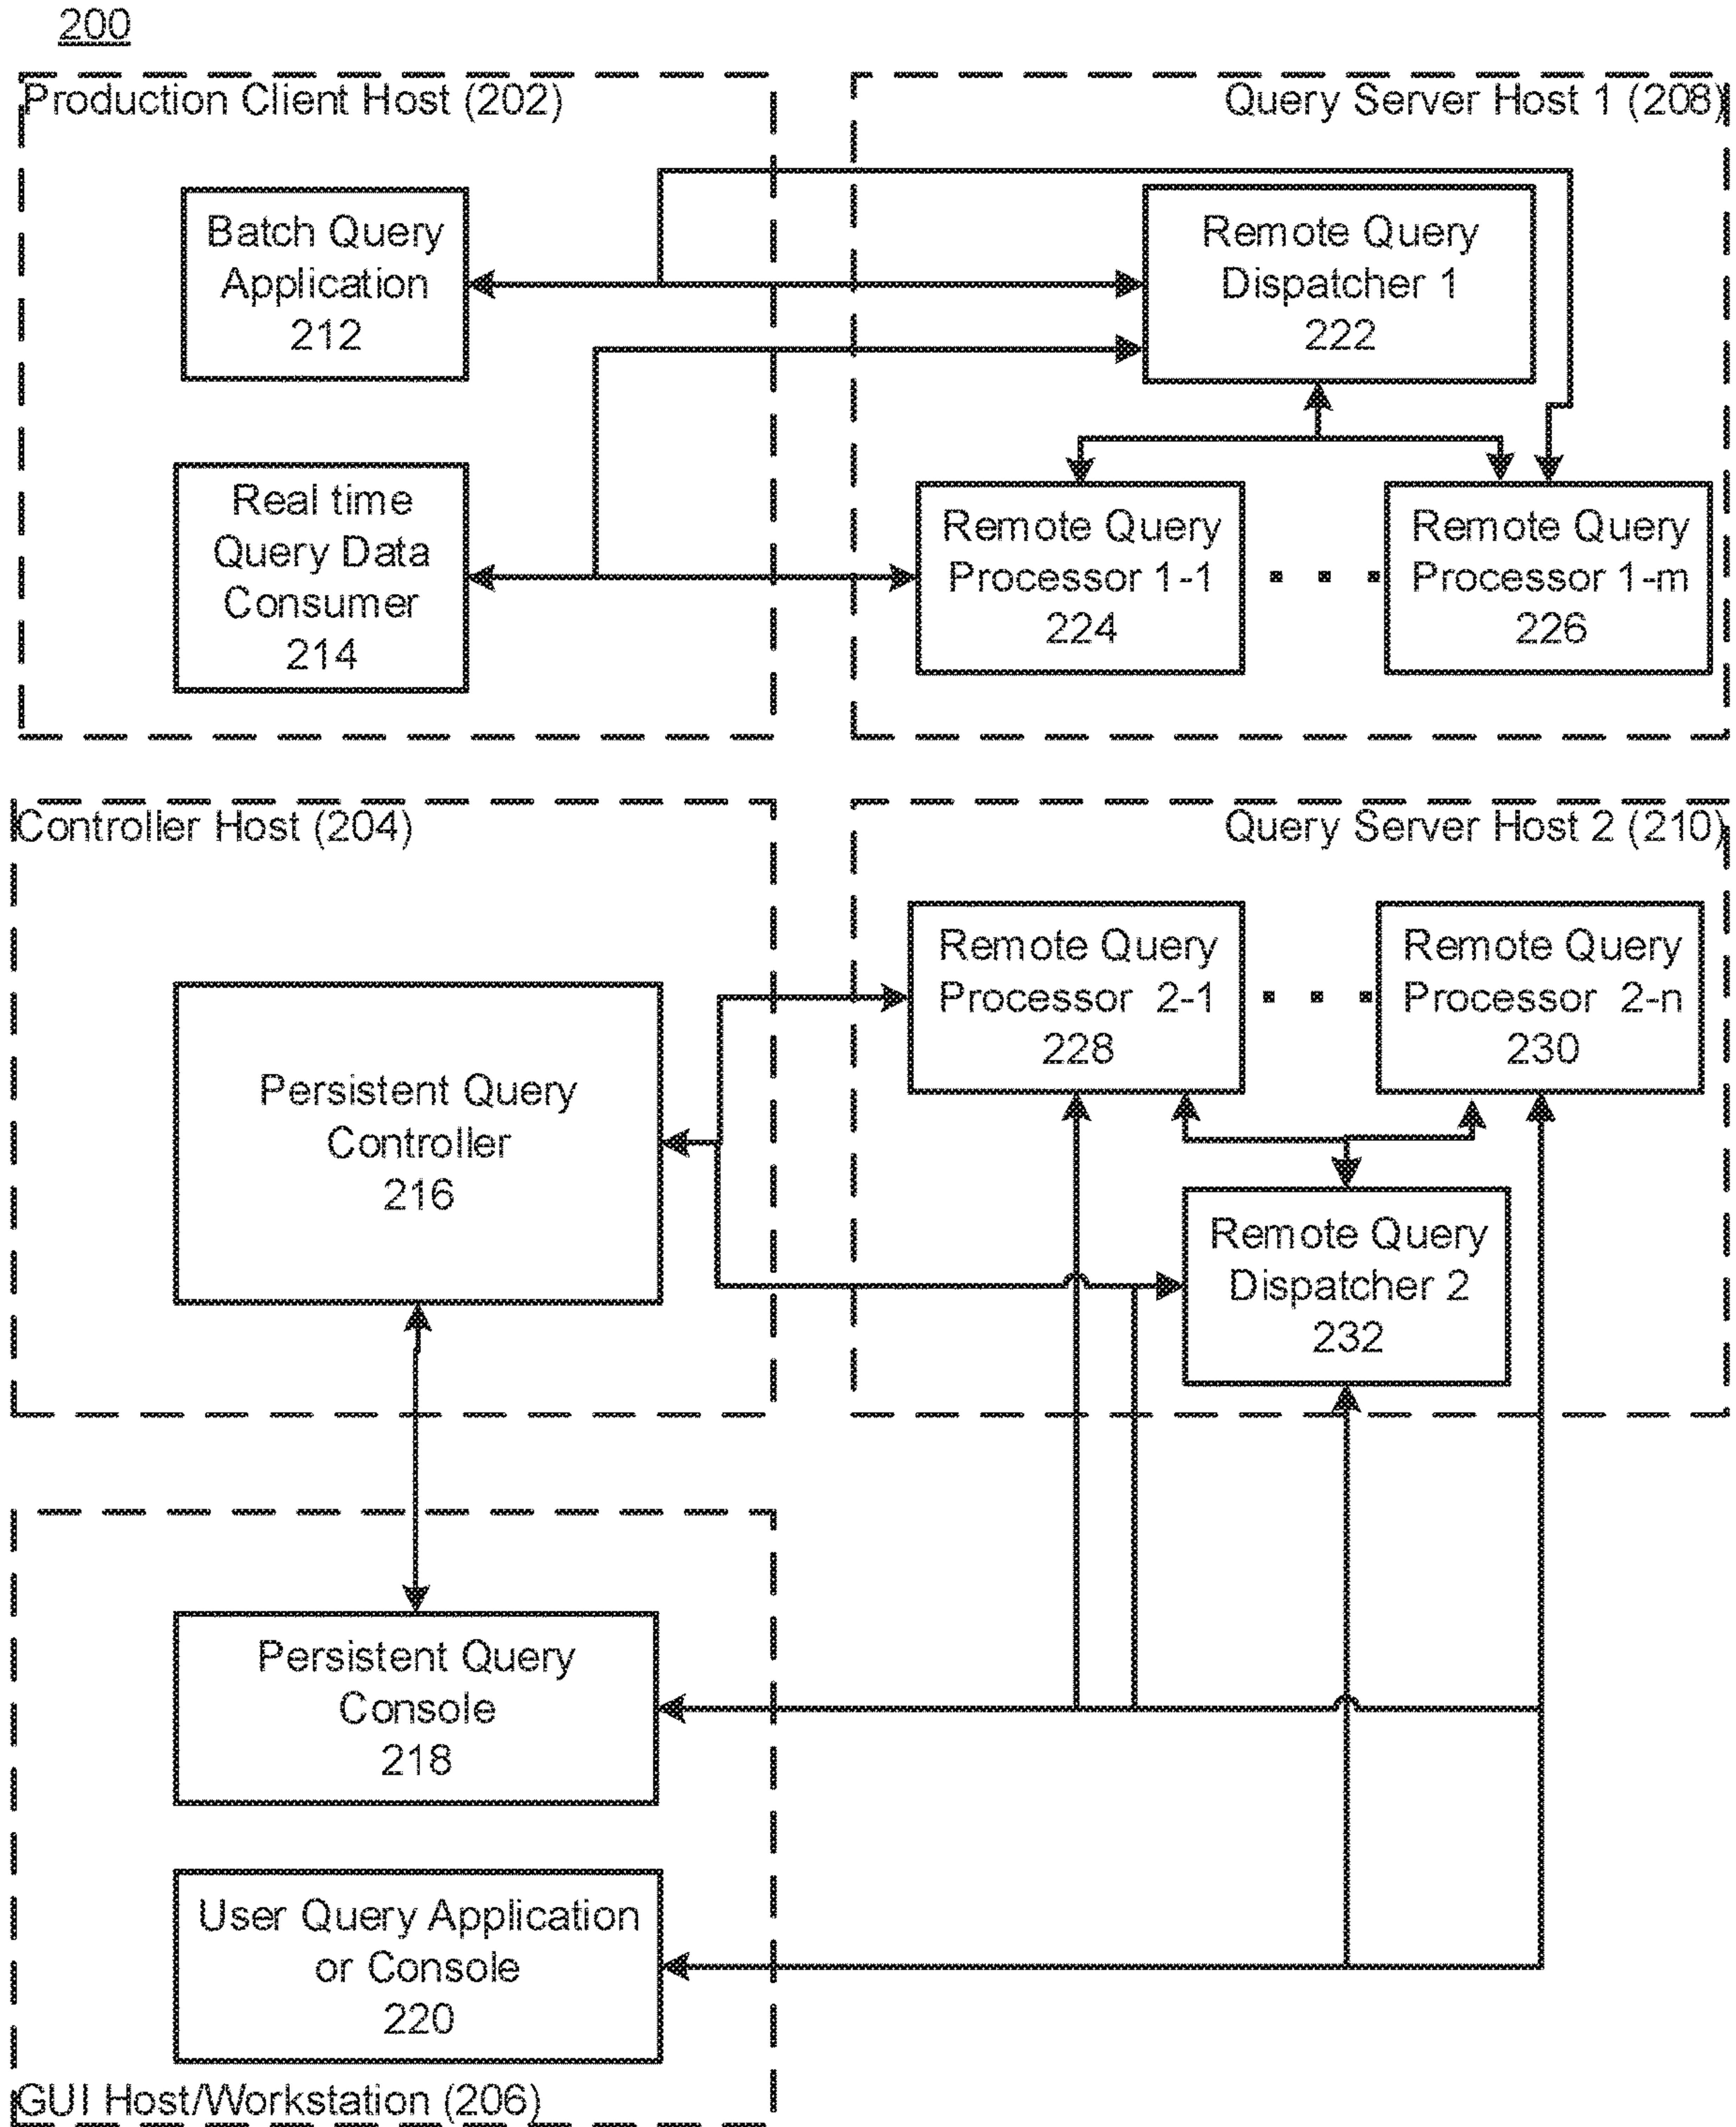 200
Production Client Host (202)
Query Server Host 1 (208)
Batch Query
Application
212
Remote Query
Dispatcher 1
222
Real time
Query Data
Consumer
214
Remote Query
Processor 1-1
224
. . .
Remote Query
Processor 1-m
226
Controller Host (204)
Query Server Host 2 (210)
Remote Query
Processor 2-1
228
. . .
Remote Query
Processor 2-n
230
Persistent Query
Controller
216
Remote Query
Dispatcher 2
232
Persistent Query
Console
218
User Query Application
or Console
220
GUI Host/Workstation (206)